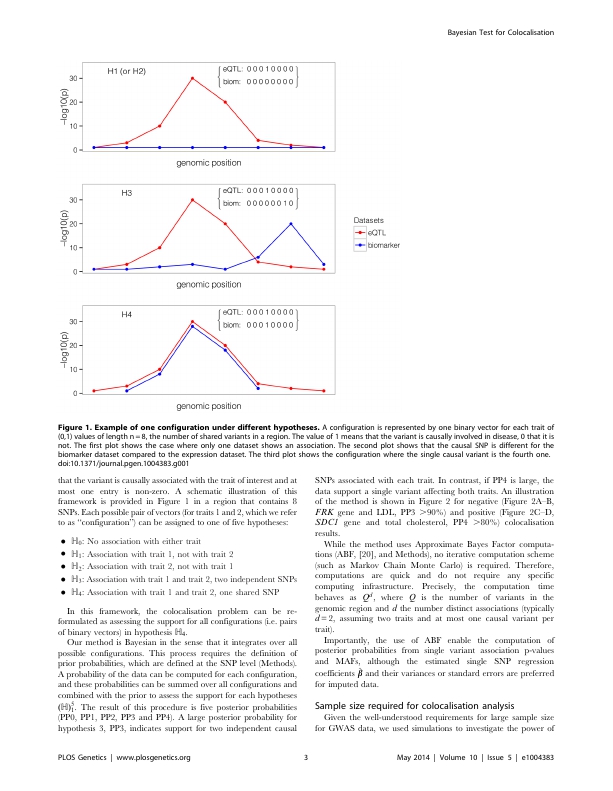 Bayesian Test for Colocalisation
H1 (or H2)
eQTL: 0 0 0 1 0 0 0 0
biom: 0 0 0 0 0 0 0 0
30
20
10
0
−log10(p)
genomic position
H3
eQTL: 0 0 0 1 0 0 0 0
biom: 0 0 0 0 0 0 1 0
30
20
10
0
−log10(p)
genomic position
Datasets
eQTL
biomarker
H4
eQTL: 0 0 0 1 0 0 0 0
biom: 0 0 0 1 0 0 0 0
30
20
10
0
−log10(p)
genomic position
Figure 1. Example of one configuration under different hypotheses. A configuration is represented by one binary vector for each trait of
(0,1) values of length n = 8, the number of shared variants in a region. The value of 1 means that the variant is causally involved in disease, 0 that it is
not. The first plot shows the case where only one dataset shows an association. The second plot shows that the causal SNP is different for the
biomarker dataset compared to the expression dataset. The third plot shows the configuration where the single causal variant is the fourth one.
doi:10.1371/journal.pgen.1004383.g001
that the variant is causally associated with the trait of interest and at
most one entry is non-zero. A schematic illustration of this
framework is provided in Figure 1 in a region that contains 8
SNPs. Each possible pair of vectors (for traits 1 and 2, which we refer
to as "configuration") can be assigned to one of five hypotheses:
• ℍ0: No association with either trait
• ℍ1: Association with trait 1, not with trait 2
• ℍ2: Association with trait 2, not with trait 1
• ℍ3: Association with trait 1 and trait 2, two independent SNPs
• ℍ4: Association with trait 1 and trait 2, one shared SNP
In this framework, the colocalisation problem can be re-
formulated as assessing the support for all configurations (i.e. pairs
of binary vectors) in hypothesis ℍ4.
Our method is Bayesian in the sense that it integrates over all
possible configurations. This process requires the definition of
prior probabilities, which are defined at the SNP level (Methods).
A probability of the data can be computed for each configuration,
and these probabilities can be summed over all configurations and
combined with the prior to assess the support for each hypotheses
(ℍ)⁵₁. The result of this procedure is five posterior probabilities
(PP0, PP1, PP2, PP3 and PP4). A large posterior probability for
hypothesis 3, PP3, indicates support for two independent causal
SNPs associated with each trait. In contrast, if PP4 is large, the
data support a single variant affecting both traits. An illustration
of the method is shown in Figure 2 for negative (Figure 2A–B,
FRK gene and LDL, PP3 >90%) and positive (Figure 2C–D,
SDC1 gene and total cholesterol, PP4 >80%) colocalisation
results.
While the method uses Approximate Bayes Factor computa-
tions (ABF, [20], and Methods), no iterative computation scheme
(such as Markov Chain Monte Carlo) is required. Therefore,
computations are quick and do not require any specific
computing infrastructure. Precisely, the computation time
behaves as Qᵈ, where Q is the number of variants in the
genomic region and d the number distinct associations (typically
d = 2, assuming two traits and at most one causal variant per
trait).
Importantly, the use of ABF enable the computation of
posterior probabilities from single variant association p-values
and MAFs, although the estimated single SNP regression
coefficients β̂ and their variances or standard errors are preferred
for imputed data.
Sample size required for colocalisation analysis
Given the well-understood requirements for large sample size
for GWAS data, we used simulations to investigate the power of
PLOS Genetics | www.plosgenetics.org
3
May 2014 | Volume 10 | Issue 5 | e1004383